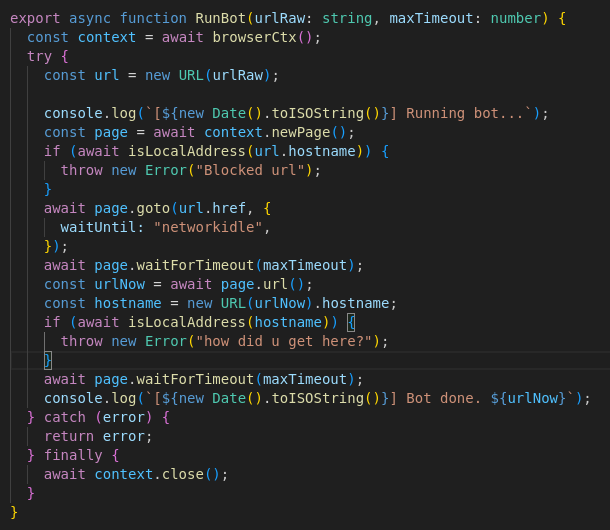 export async function RunBot(urlRaw: string, maxTimeout: number) {
  const context = await browserCtx();
  try {
    const url = new URL(urlRaw);

    console.log(`[${new Date().toISOString()}] Running bot...`);
    const page = await context.newPage();
    if (await isLocalAddress(url.hostname)) {
      throw new Error("Blocked url");
    }
    await page.goto(url.href, {
      waitUntil: "networkidle",
    });
    await page.waitForTimeout(maxTimeout);
    const urlNow = await page.url();
    const hostname = new URL(urlNow).hostname;
    if (await isLocalAddress(hostname)) {
      throw new Error("how did u get here?");
    }
    await page.waitForTimeout(maxTimeout);
    console.log(`[${new Date().toISOString()}] Bot done. ${urlNow}`);
  } catch (error) {
    return error;
  } finally {
    await context.close();
  }
}